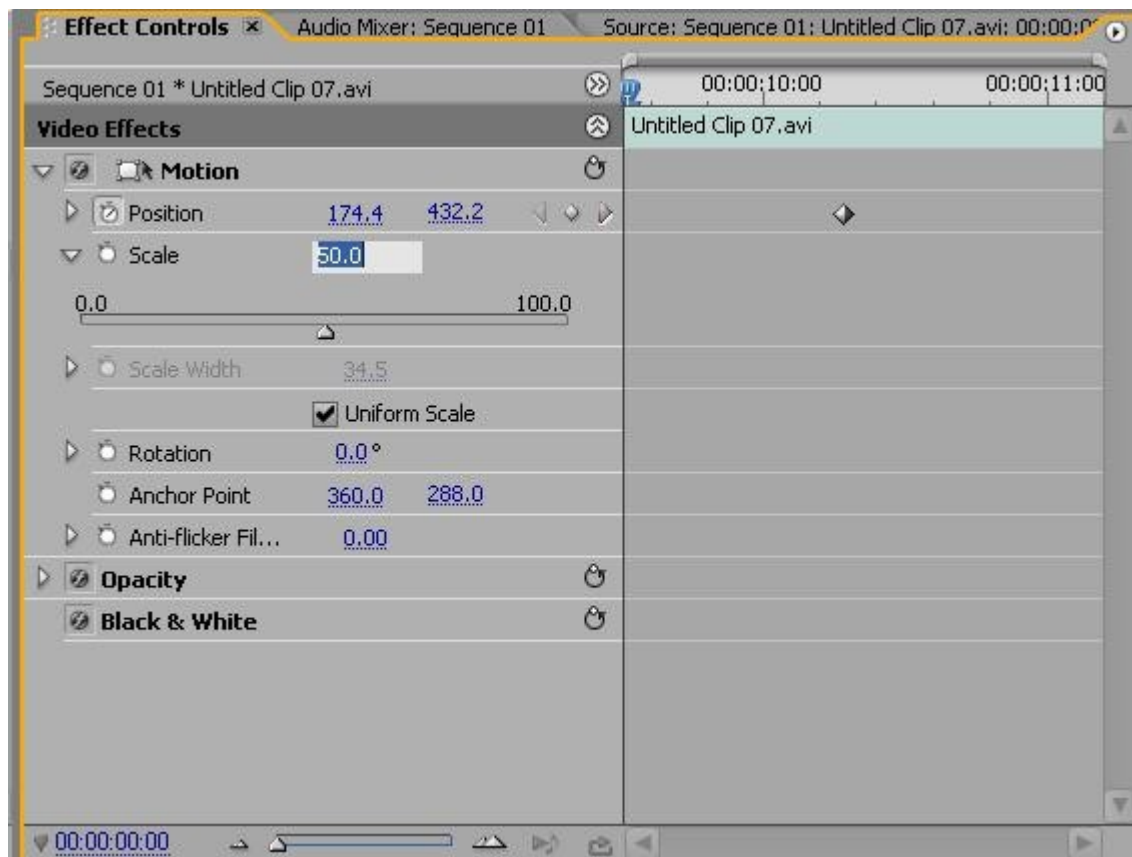 Effect Controls Audio Mixer: Sequence 01 Source: Sequence 01: Untitled Clip 07.avi: 00:00:
Sequence 01 * Untitled Clip 07.avi 00:00:10:00 00:00:11:00
Video Effects Untitled Clip 07.avi
Motion
Position 174.4 432.2
Scale 50.0
0.0 100.0
Scale Width 34.5
Uniform Scale
Rotation 0.0°
Anchor Point 360.0 288.0
Anti-flicker Fil... 0.00
Opacity
Black & White
00:00:00:00